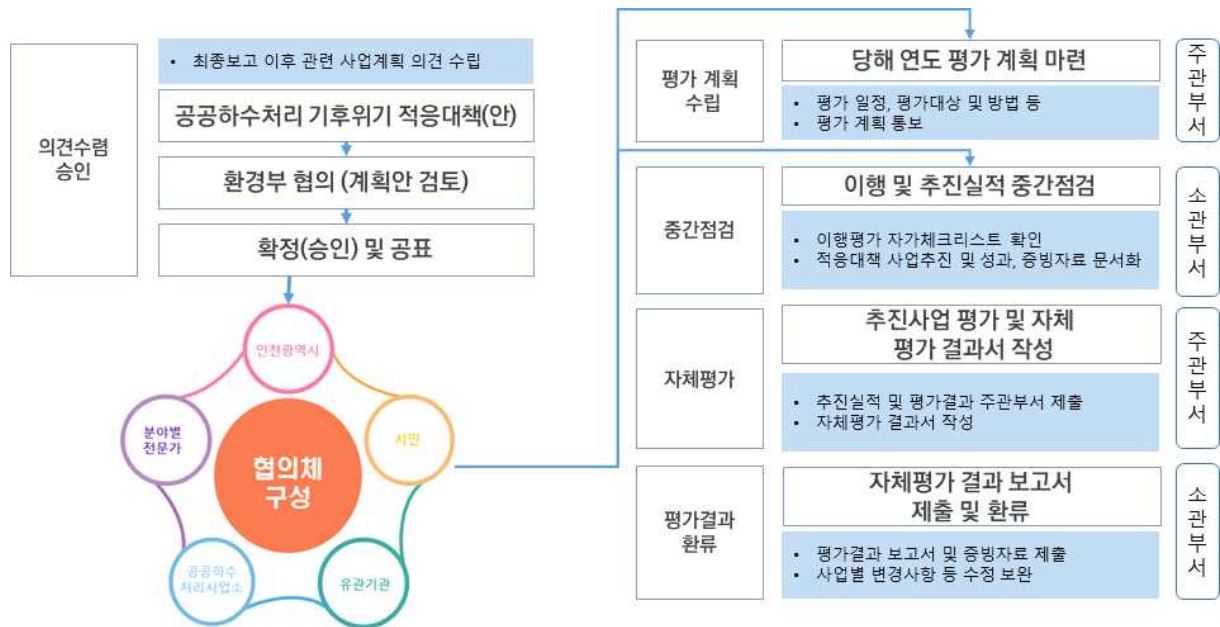 의견수렴
승인
• 최종보고 이후 관련 사업계획 의견 수립
공공하수처리 기후위기 적응대책(안)
환경부 협의 (계획안 검토)
확정(승인) 및 공표
인천광역시
분야별
전문가
시민
협의체
구성
공공하수
처리사업소
유관기관
평가 계획
수립
당해 연도 평가 계획 마련
• 평가 일정, 평가대상 및 방법 등
• 평가 계획 통보
주관부서
중간점검
이행 및 추진실적 중간점검
• 이행평가 자가체크리스트 확인
• 적응대책 사업추진 및 성과, 증빙자료 문서화
소관부서
자체평가
추진사업 평가 및 자체
평가 결과서 작성
• 추진실적 및 평가결과 주관부서 제출
• 자체평가 결과서 작성
주관부서
평가결과
환류
자체평가 결과 보고서
제출 및 환류
• 평가결과 보고서 및 증빙자료 제출
• 사업별 변경사항 등 수정 보완
소관부서